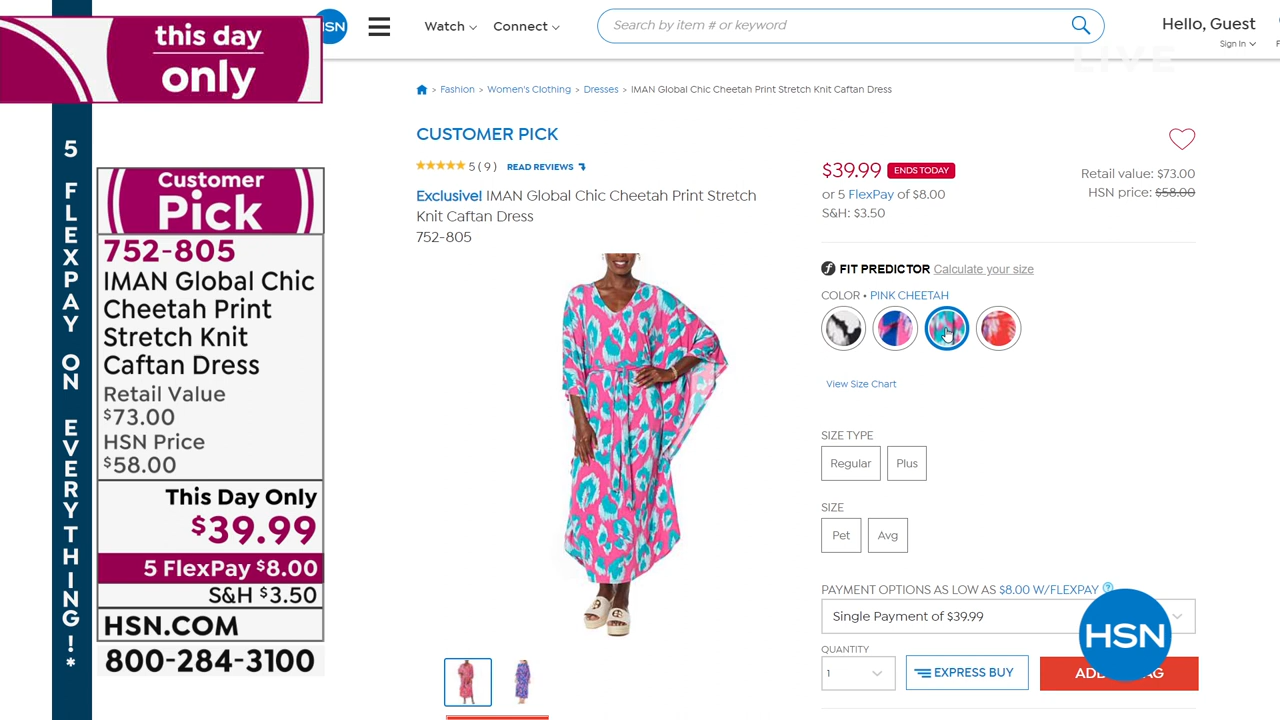 this day
only
5 FLEXPAY ON EVERYTHING!*
Customer
Pick
752-805
IMAN Global Chic
Cheetah Print
Stretch Knit
Caftan Dress
Retail Value
$73.00
HSN Price
$58.00
This Day Only
$39.99
5 FlexPay $8.00
S&H $3.50
HSN.COM
800-284-3100
Watch
Connect
Search by item # or keyword
Hello, Guest
Sign In
LIVE
> Fashion > Women's Clothing > Dresses > IMAN Global Chic Cheetah Print Stretch Knit Caftan Dress
CUSTOMER PICK
5 ( 9 ) READ REVIEWS
Exclusive! IMAN Global Chic Cheetah Print Stretch
Knit Caftan Dress
752-805
$39.99 ENDS TODAY
or 5 FlexPay of $8.00
S&H: $3.50
Retail value: $73.00
HSN price: $58.00
FIT PREDICTOR Calculate your size
COLOR • PINK CHEETAH
View Size Chart
SIZE TYPE
Regular Plus
SIZE
Pet Avg
PAYMENT OPTIONS AS LOW AS $8.00 W/FLEXPAY ?
Single Payment of $39.99
QUANTITY
1
EXPRESS BUY
HSN